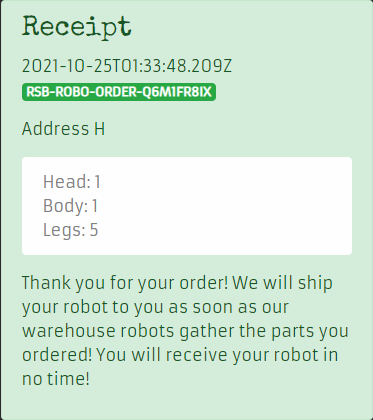 Receipt
2021-10-25T01:33:48.209Z
RSB-ROBO-ORDER-Q6M1FR8IX
Address H
Head: 1
Body: 1
Legs: 5
Thank you for your order! We will ship
your robot to you as soon as our
warehouse robots gather the parts you
ordered! You will receive your robot in
no time!